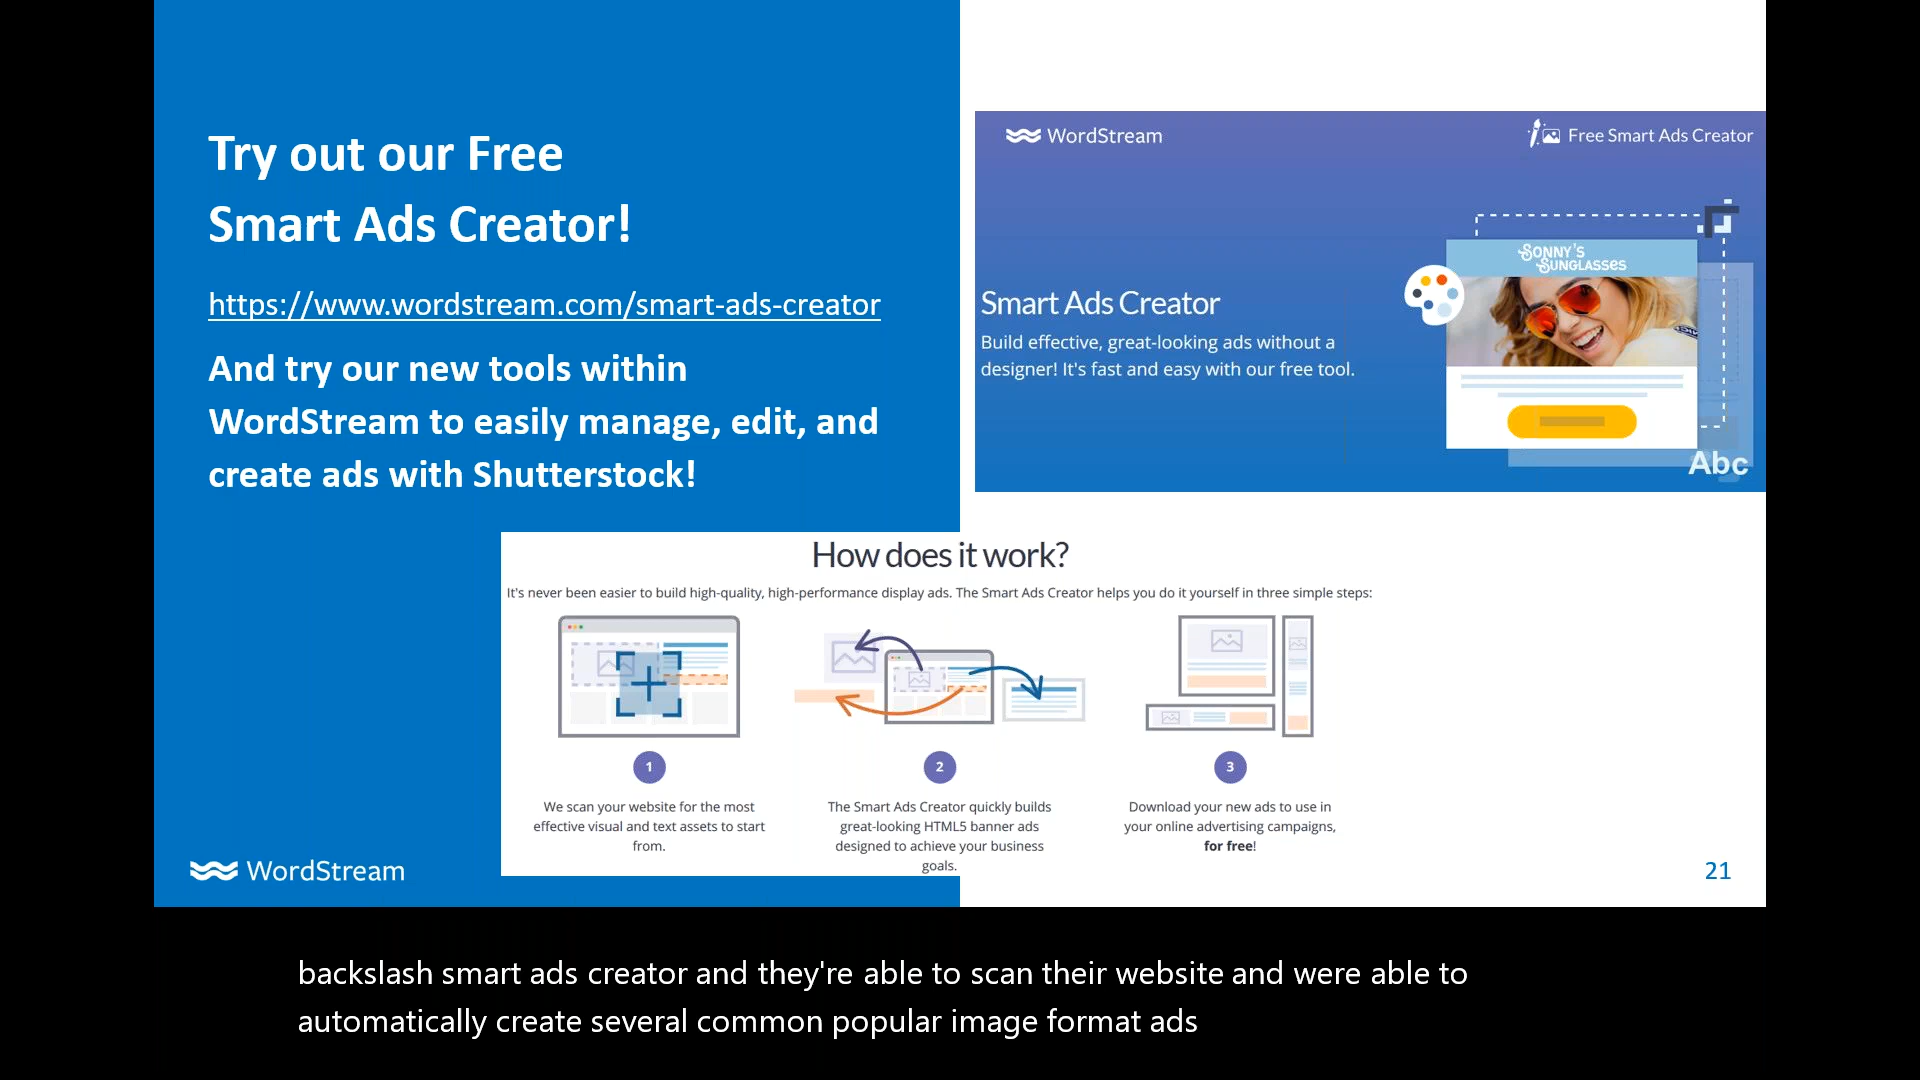 Try out our Free
Smart Ads Creator!
https://www.wordstream.com/smart-ads-creator
And try our new tools within
WordStream to easily manage, edit, and
create ads with Shutterstock!
WordStream
Free Smart Ads Creator
SONNY'S
SUNGLASSES
Smart Ads Creator
Build effective, great-looking ads without a
designer! It's fast and easy with our free tool.
Abc
How does it work?
It's never been easier to build high-quality, high-performance display ads. The Smart Ads Creator helps you do it yourself in three simple steps:
1
We scan your website for the most
effective visual and text assets to start
from.
2
The Smart Ads Creator quickly builds
great-looking HTML5 banner ads
designed to achieve your business
goals.
3
Download your new ads to use in
your online advertising campaigns,
for free!
WordStream
21
backslash smart ads creator and they're able to scan their website and were able to
automatically create several common popular image format ads